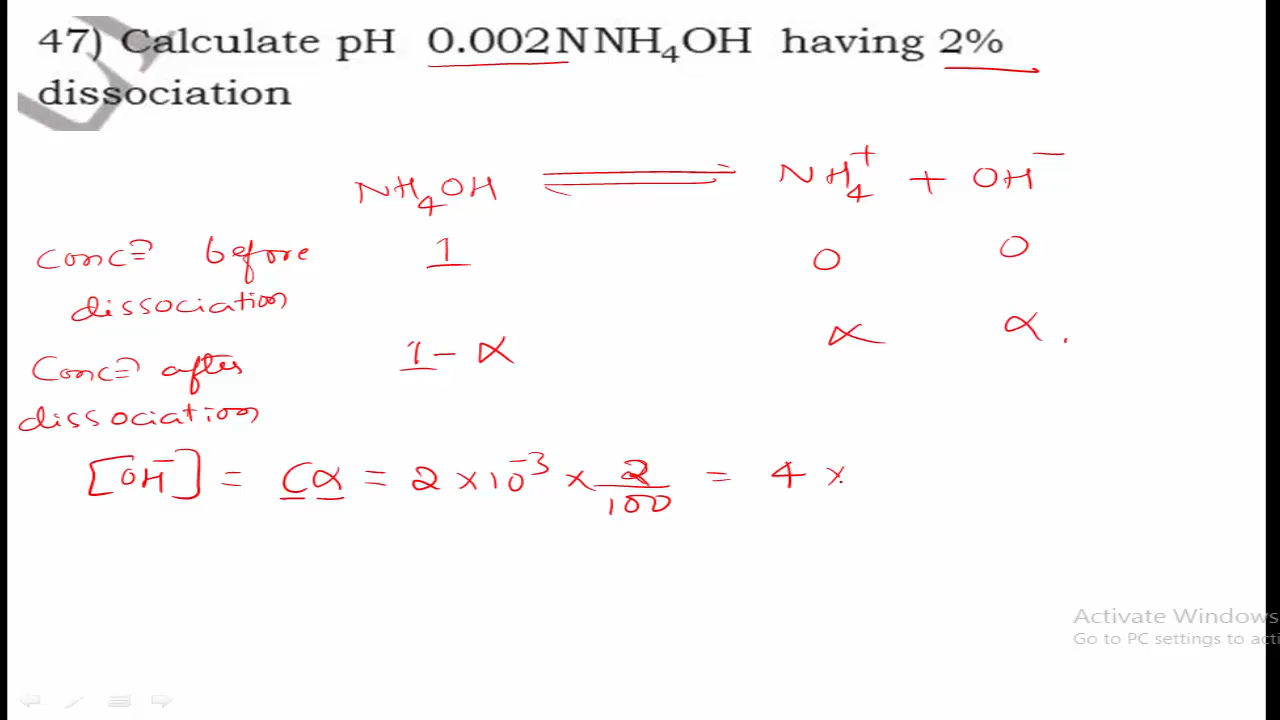 47) Calculate pH 0.002N NH₄OH having 2%
dissociation
NH₄OH ⇌ NH₄⁺ + OH⁻
Conc= before 1 0 0
dissociation
Conc= after 1 - α α α.
dissociation
[OH⁻] = Cα = 2 × 10⁻³ × 2/100 = 4 ×
Activate Windows
Go to PC settings to acti